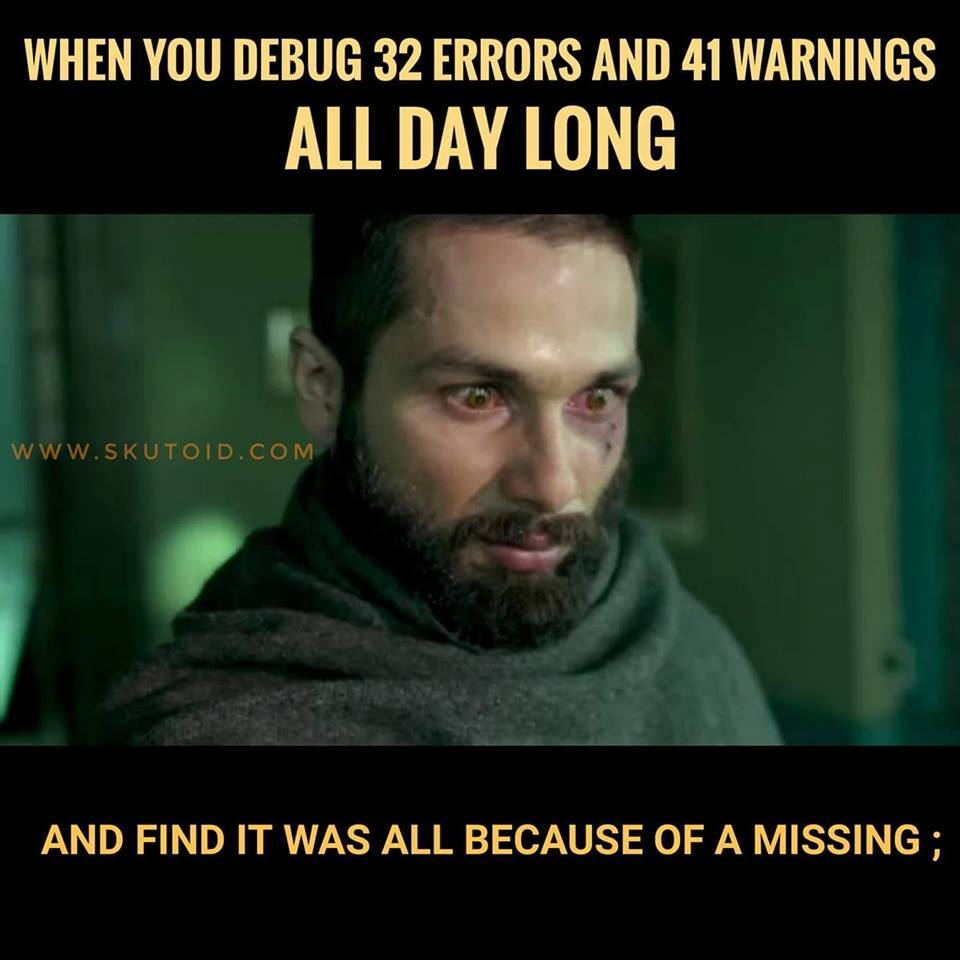 WHEN YOU DEBUG 32 ERRORS AND 41 WARNINGS
ALL DAY LONG
WWW.SKUTOID.COM
AND FIND IT WAS ALL BECAUSE OF A MISSING ;